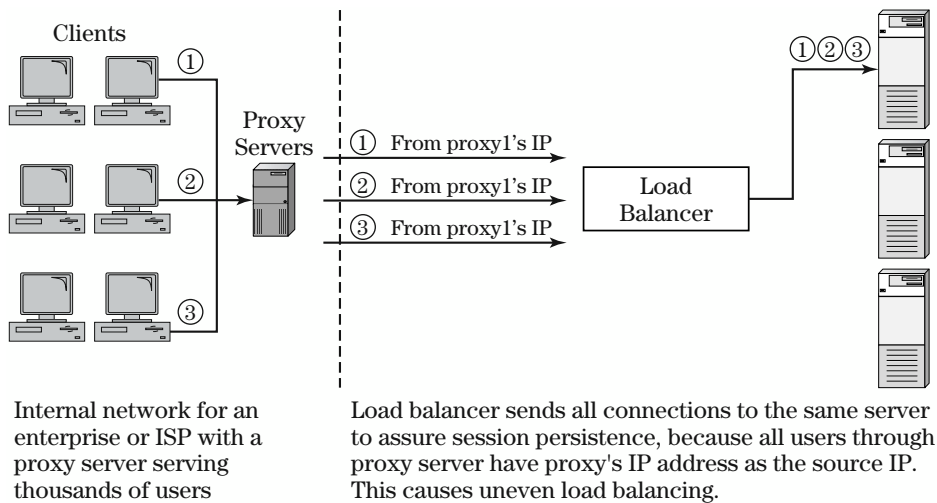 Clients
①
②
③
Proxy
Servers
① From proxy1's IP
② From proxy1's IP
③ From proxy1's IP
Load
Balancer
①②③
Internal network for an
enterprise or ISP with a
proxy server serving
thousands of users
Load balancer sends all connections to the same server
to assure session persistence, because all users through
proxy server have proxy's IP address as the source IP.
This causes uneven load balancing.